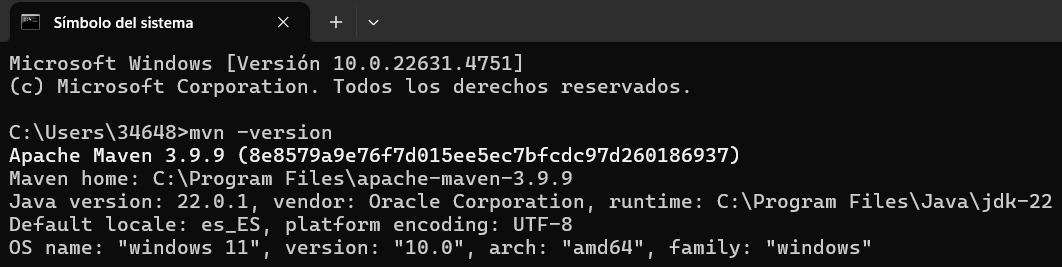 Símbolo del sistema
Microsoft Windows [Versión 10.0.22631.4751]
(c) Microsoft Corporation. Todos los derechos reservados.
C:\Users\34648>mvn -version
Apache Maven 3.9.9 (8e8579a9e76f7d015ee5ec7bfcdc97d260186937)
Maven home: C:\Program Files\apache-maven-3.9.9
Java version: 22.0.1, vendor: Oracle Corporation, runtime: C:\Program Files\Java\jdk-22
Default locale: es_ES, platform encoding: UTF-8
OS name: "windows 11", version: "10.0", arch: "amd64", family: "windows"